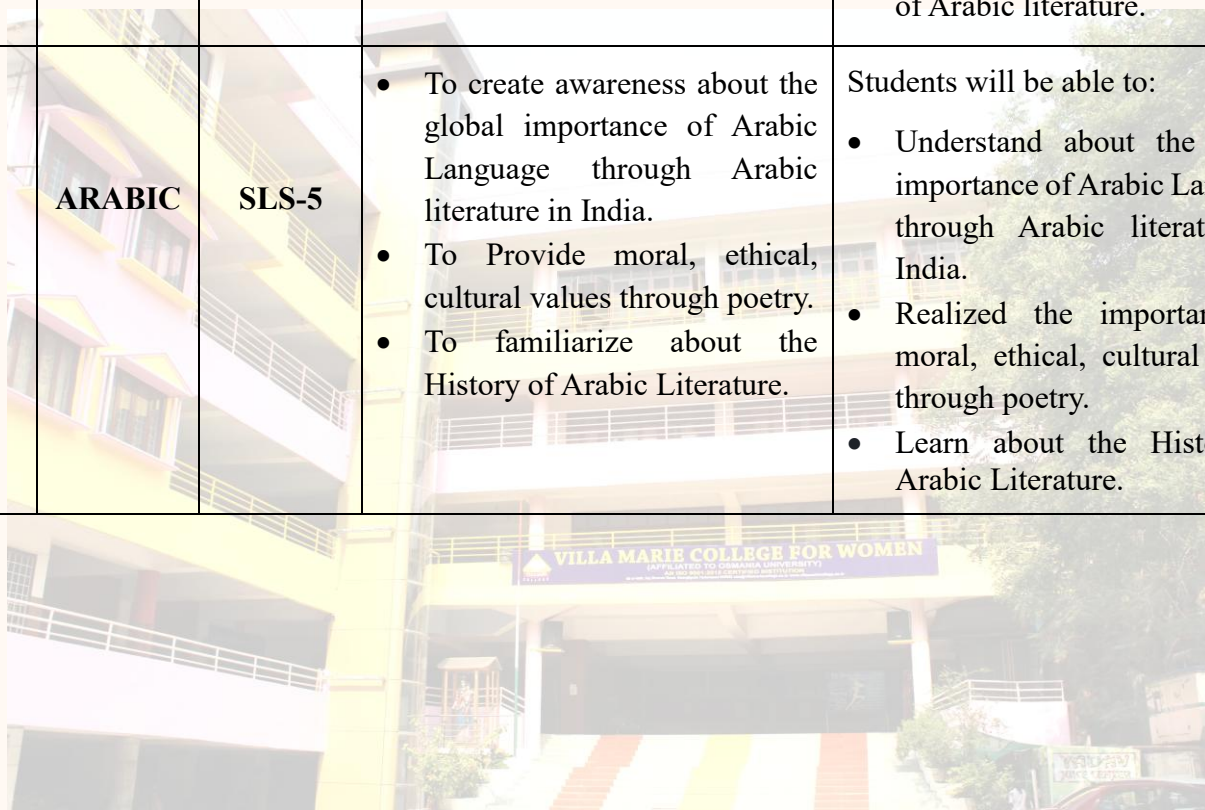 of Arabic literature.
ARABIC
SLS-5
• To create awareness about the
global importance of Arabic
Language through Arabic
literature in India.
• To Provide moral, ethical,
cultural values through poetry.
• To familiarize about the
History of Arabic Literature.
Students will be able to:
• Understand about the
importance of Arabic La
through Arabic literat
India.
• Realized the importa
moral, ethical, cultural
through poetry.
• Learn about the Hist
Arabic Literature.
VILLA MARIE COLLEGE FOR WOMEN
(AFFILIATED TO OSMANIA UNIVERSITY)